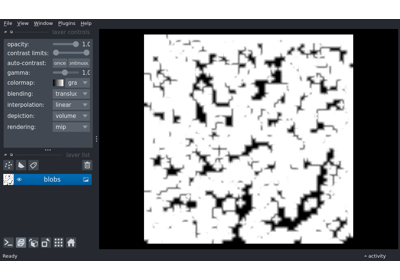 File View Window Plugins Help
layer controls
opacity: 1.0
contrast limits:
auto-contrast: once
gamma: 1.0
colormap: gra
blending: transluc
interpolation: linear
depiction: volume
rendering: mip
layer list
blobs
Ready
activity